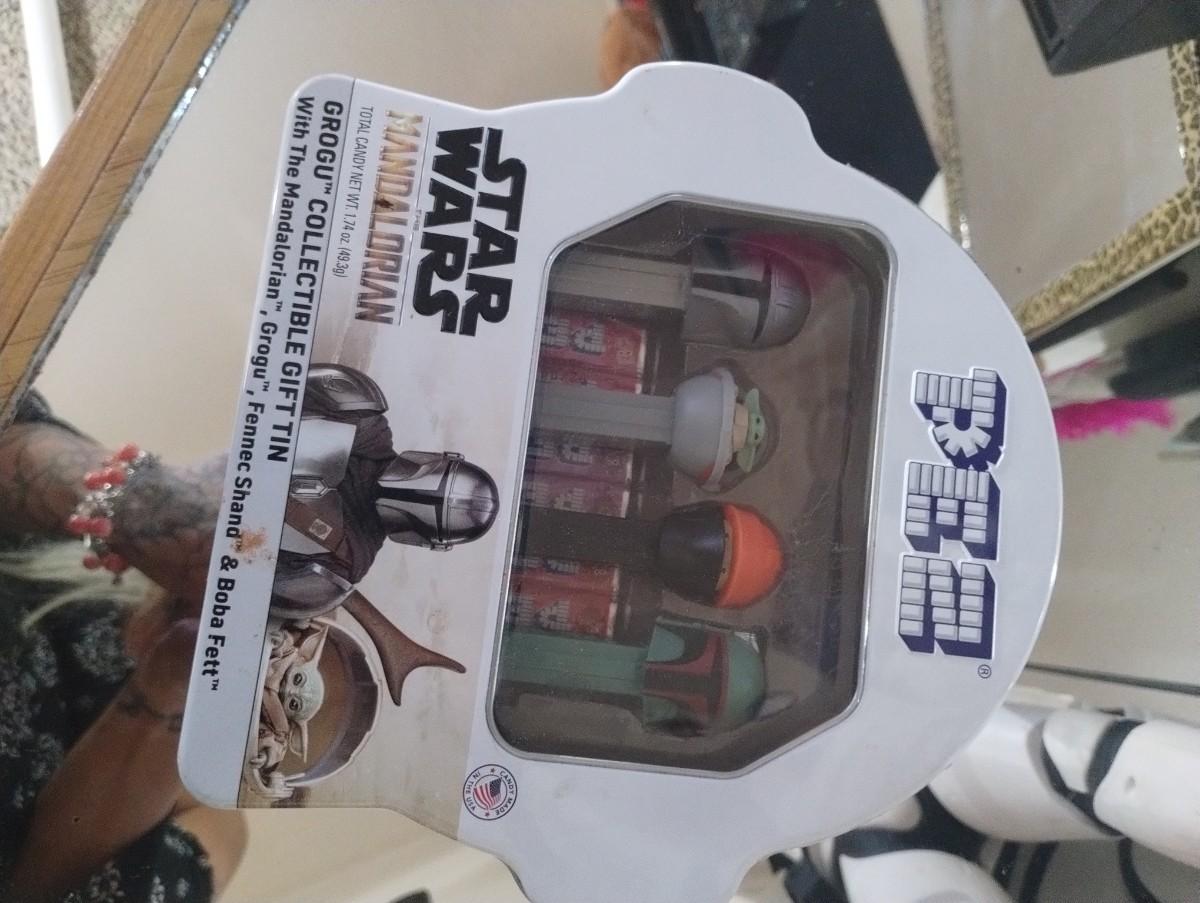 PEZ®
STAR
WARS
THE
MANDALORIAN
TOTAL CANDY NET WT. 1.74 oz. (49.3g)
CANDY MADE
IN THE USA
GROGU™ COLLECTIBLE GIFT TIN
With The Mandalorian™, Grogu™, Fennec Shand™ & Boba Fett™